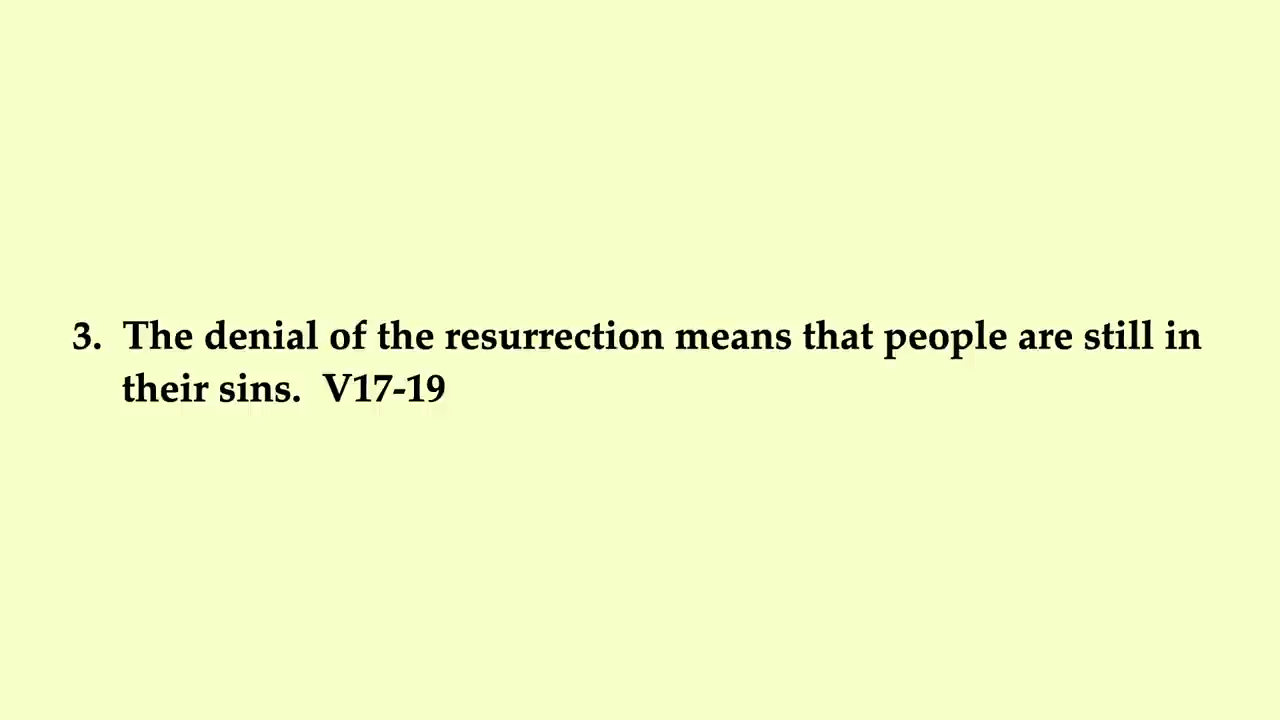 3. The denial of the resurrection means that people are still in
their sins. V17-19